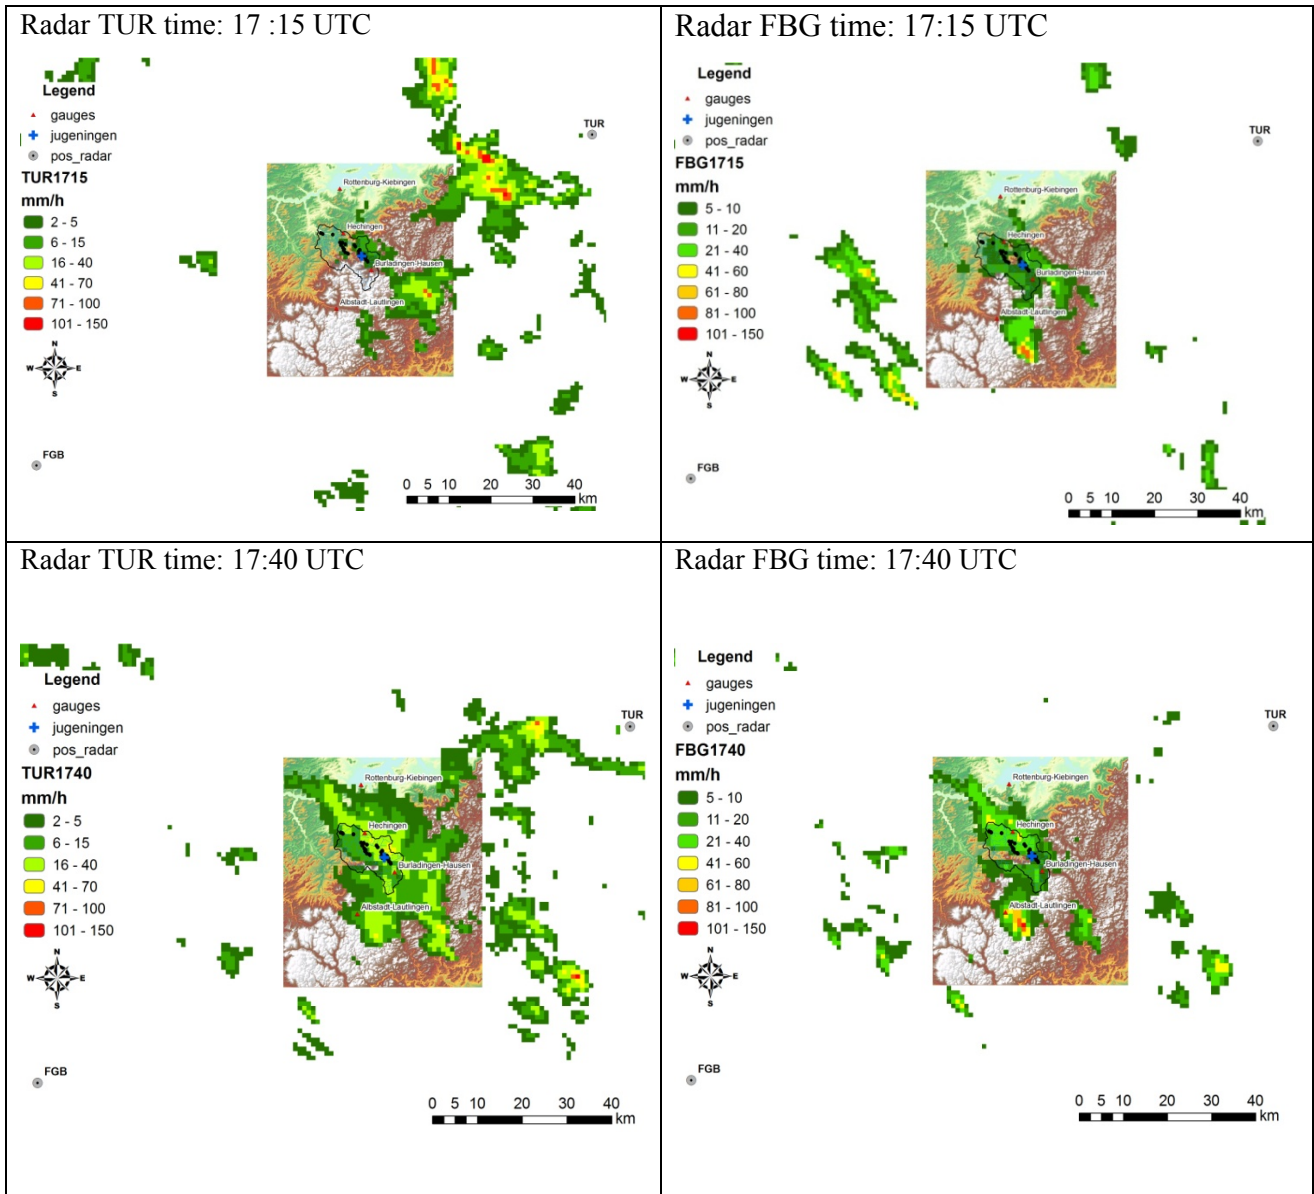 Radar TUR time: 17 :15 UTC
Legend
gauges
jugeningen
pos_radar
TUR1715
mm/h
2 - 5
6 - 15
16 - 40
41 - 70
71 - 100
101 - 150
N
W E
S
TUR
Rottenburg-Kiebingen
Hechingen
Burladingen-Hausen
Albstadt-Lautlingen
FGB
0 5 10 20 30 40
km
Radar FBG time: 17:15 UTC
Legend
gauges
jugeningen
pos_radar
FBG1715
mm/h
5 - 10
11 - 20
21 - 40
41 - 60
61 - 80
81 - 100
101 - 150
N
W E
S
TUR
Rottenburg-Kiebingen
Hechingen
Burladingen-Hausen
Albstadt-Lautlingen
FGB
0 5 10 20 30 40
km
Radar TUR time: 17:40 UTC
Legend
gauges
jugeningen
pos_radar
TUR1740
mm/h
2 - 5
6 - 15
16 - 40
41 - 70
71 - 100
101 - 150
N
W E
S
TUR
Rottenburg-Kiebingen
Hechingen
Burladingen-Hausen
Albstadt-Lautlingen
FGB
0 5 10 20 30 40
km
Radar FBG time: 17:40 UTC
Legend
gauges
jugeningen
pos_radar
FBG1740
mm/h
5 - 10
11 - 20
21 - 40
41 - 60
61 - 80
81 - 100
101 - 150
N
W E
S
TUR
Rottenburg-Kiebingen
Hechingen
Burladingen-Hausen
Albstadt-Lautlingen
FGB
0 5 10 20 30 40
km